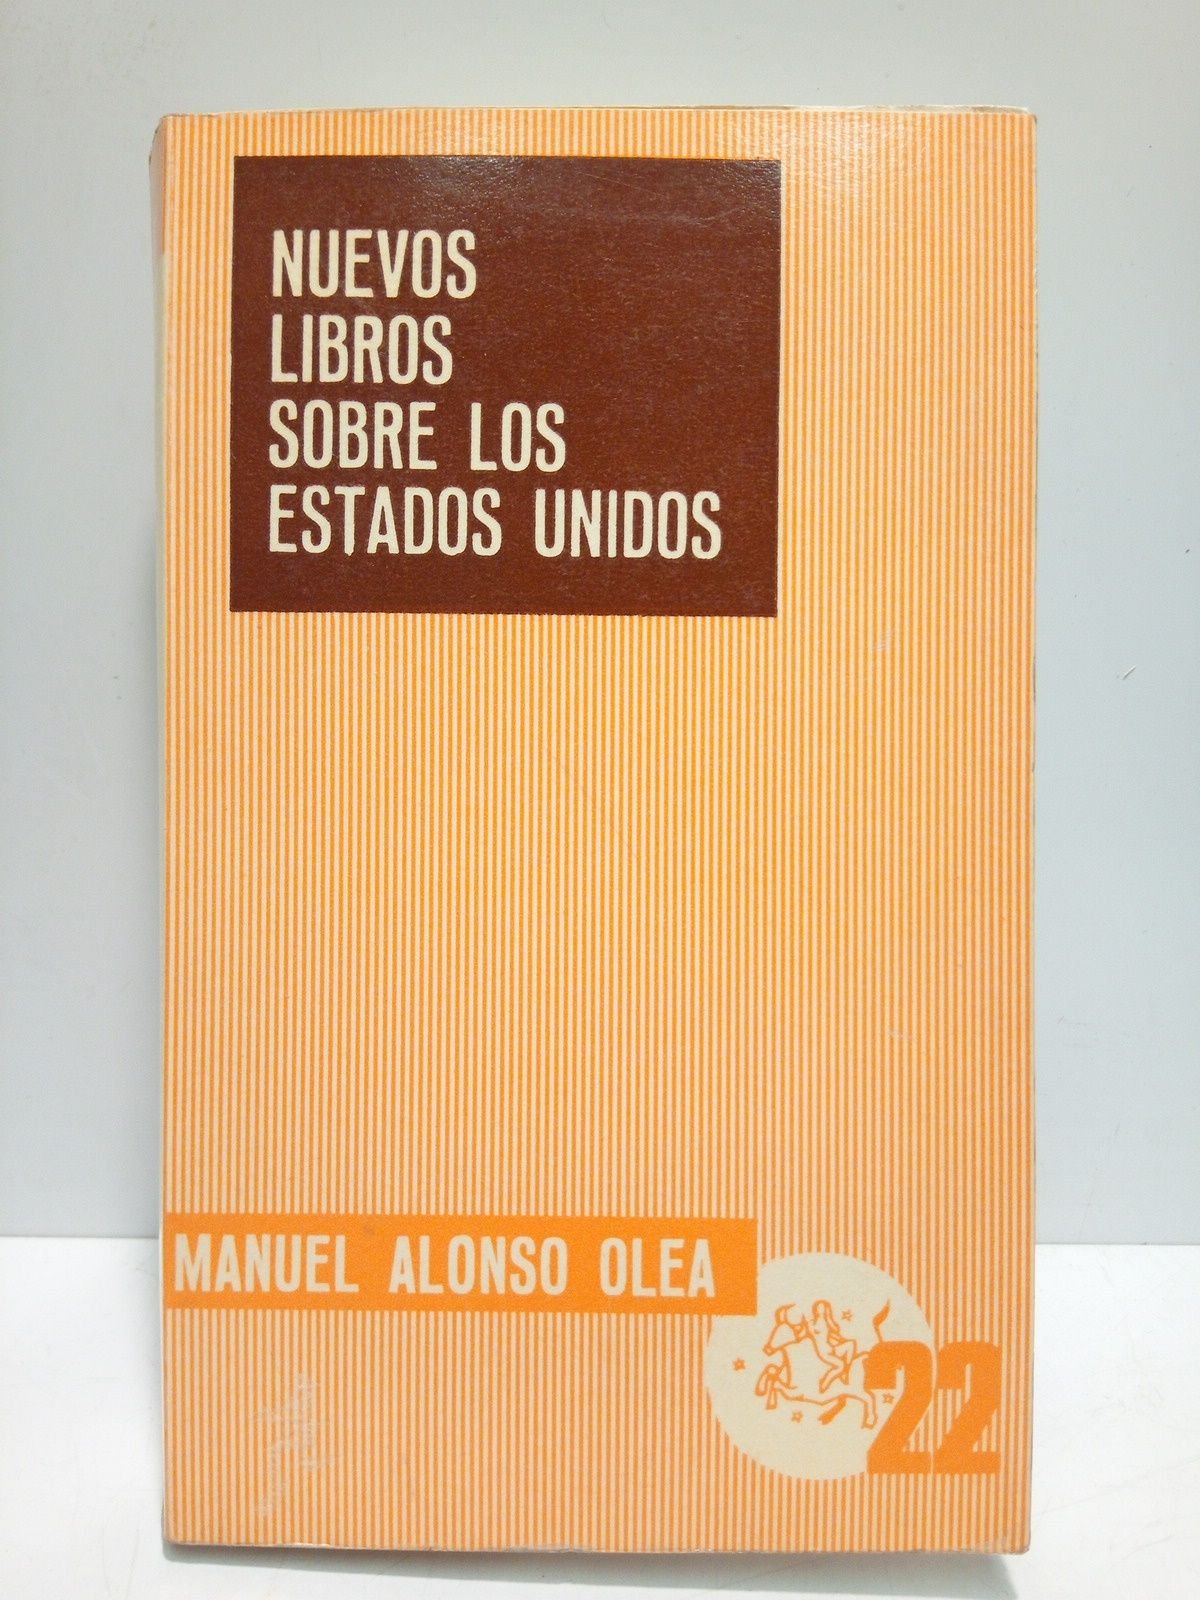 NUEVOS
LIBROS
SOBRE LOS
ESTADOS UNIDOS
MANUEL ALONSO OLEA
22